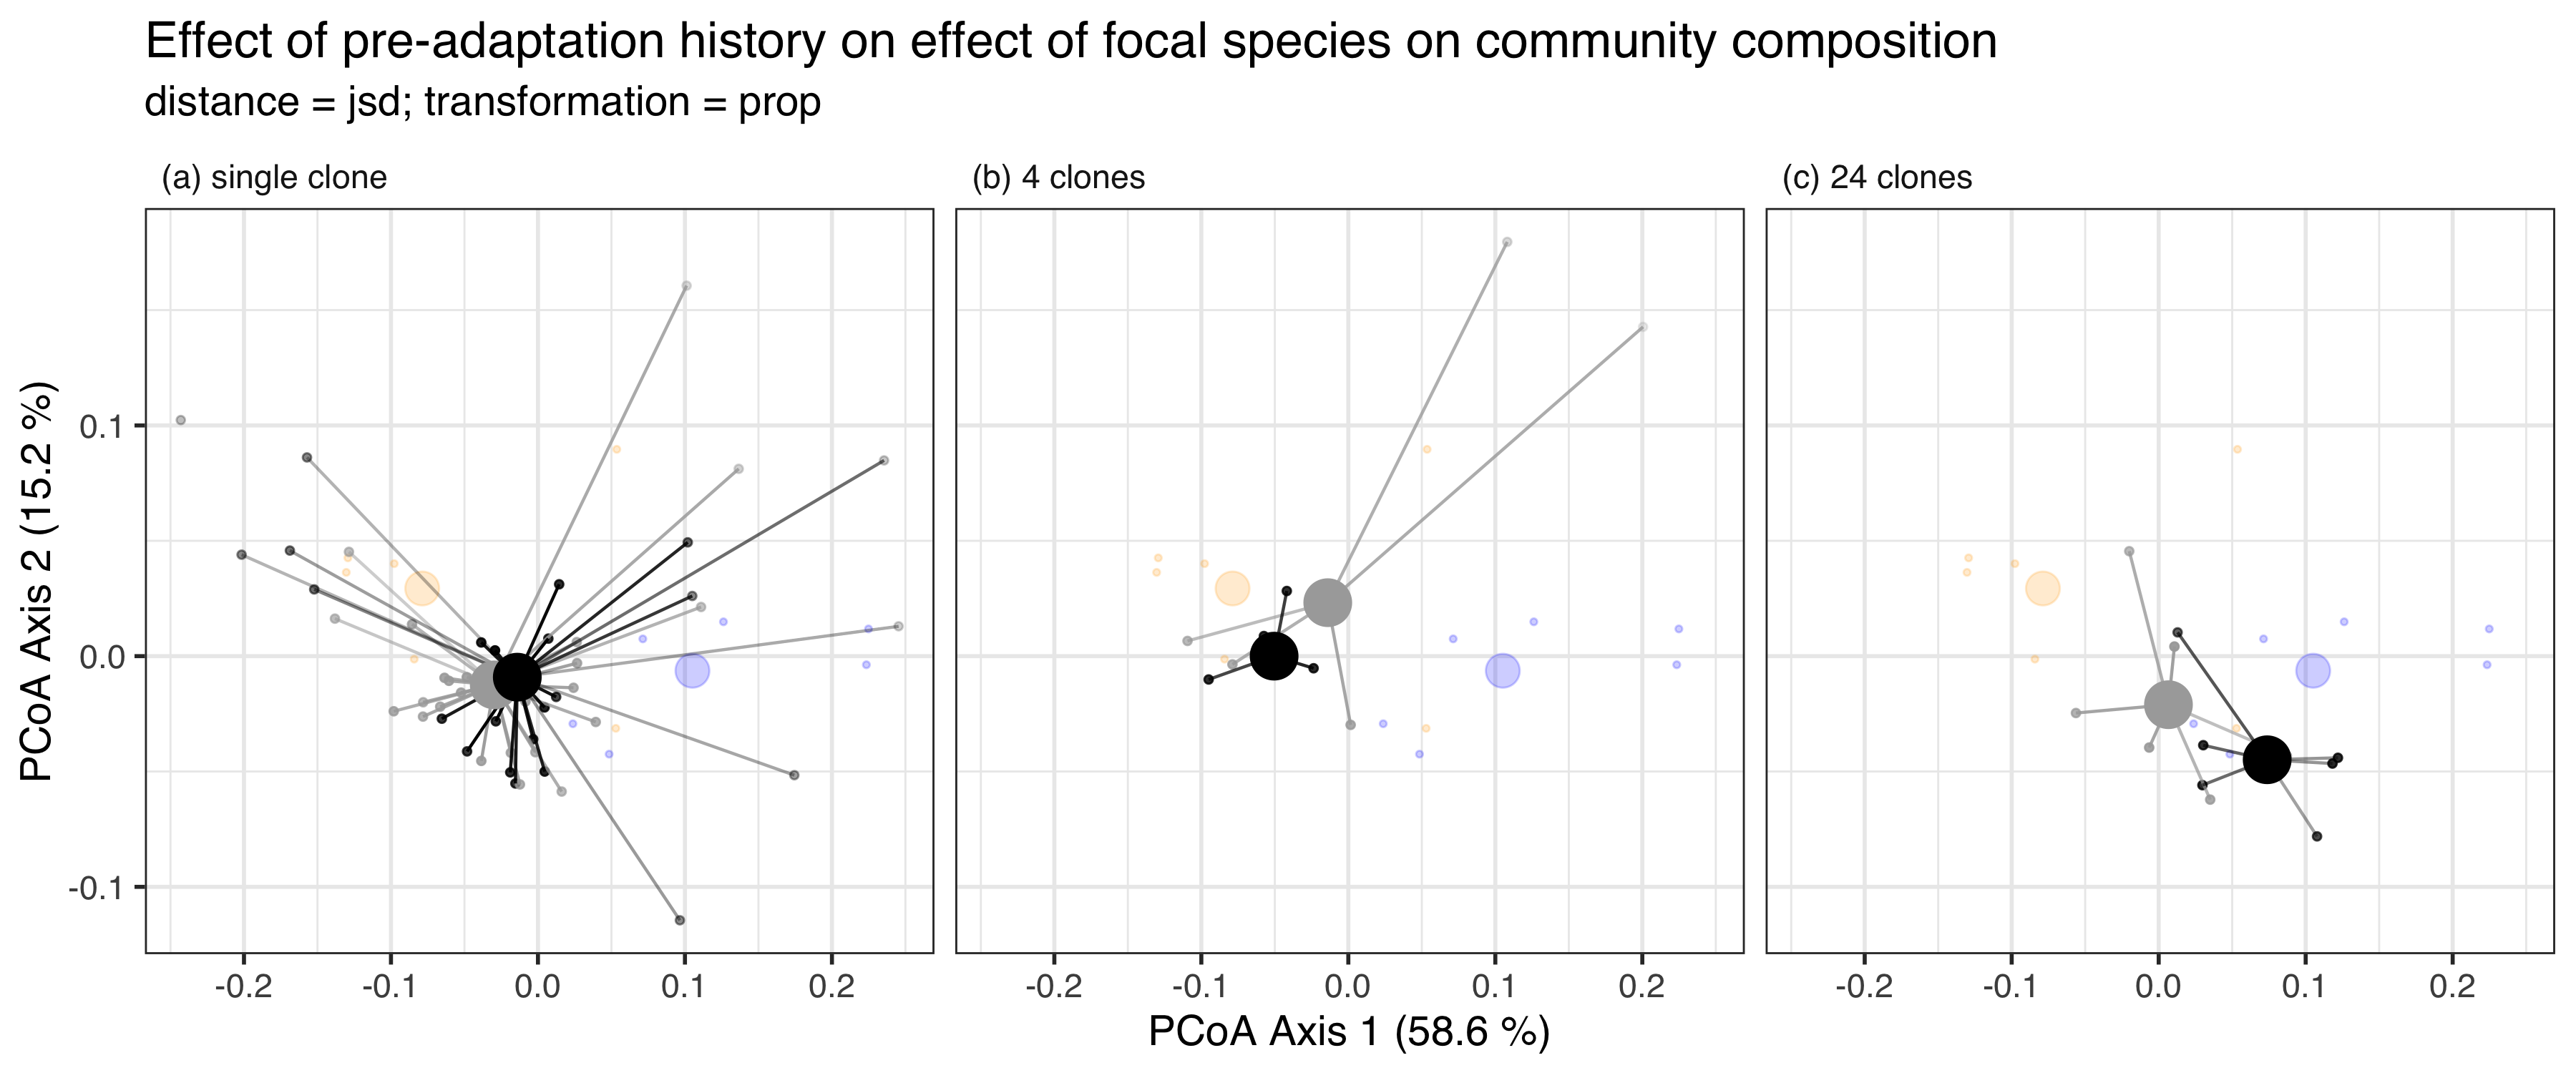 Effect of pre-adaptation history on effect of focal species on community composition
distance = jsd; transformation = prop
(a) single clone
(b) 4 clones
(c) 24 clones
PCoA Axis 2 (15.2 %)
0.1
0.0
-0.1
-0.2 -0.1 0.0 0.1 0.2
-0.2 -0.1 0.0 0.1 0.2
-0.2 -0.1 0.0 0.1 0.2
PCoA Axis 1 (58.6 %)